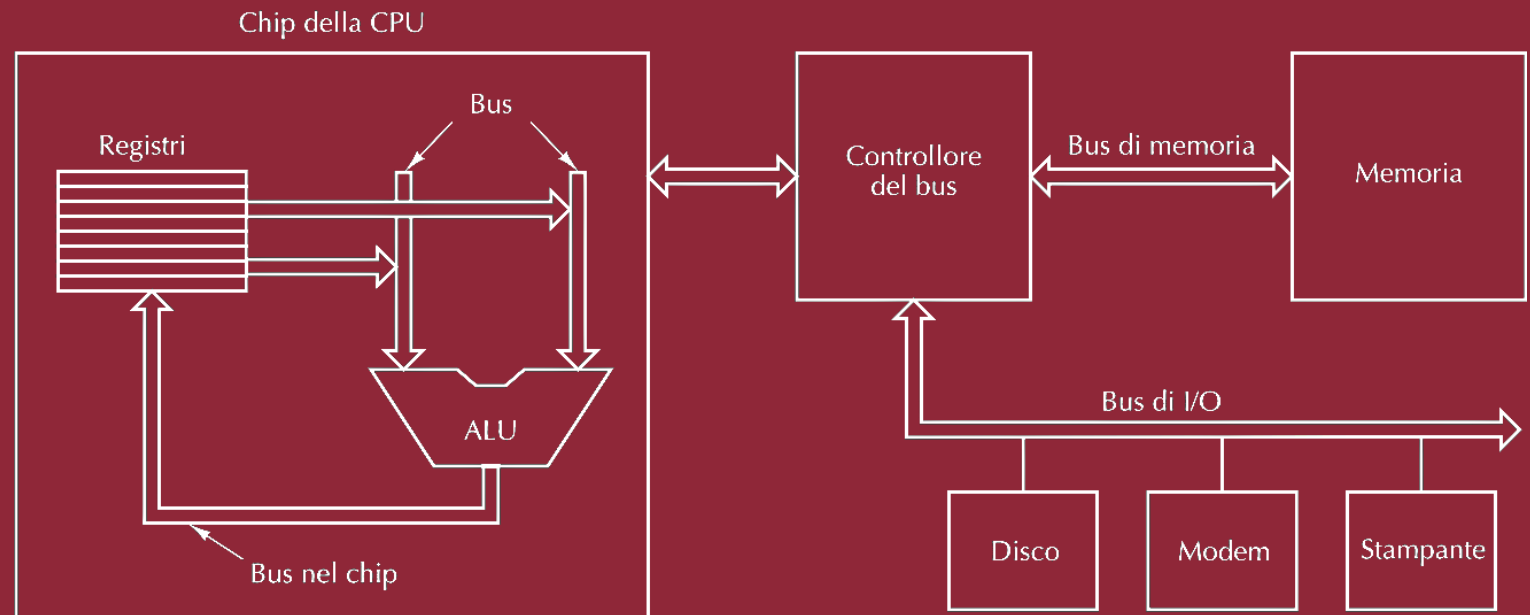 Chip della CPU
Bus
Registri
Controllore
del bus
Bus di memoria
Memoria
ALU
Bus di I/O
Bus nel chip
Disco
Modem
Stampante